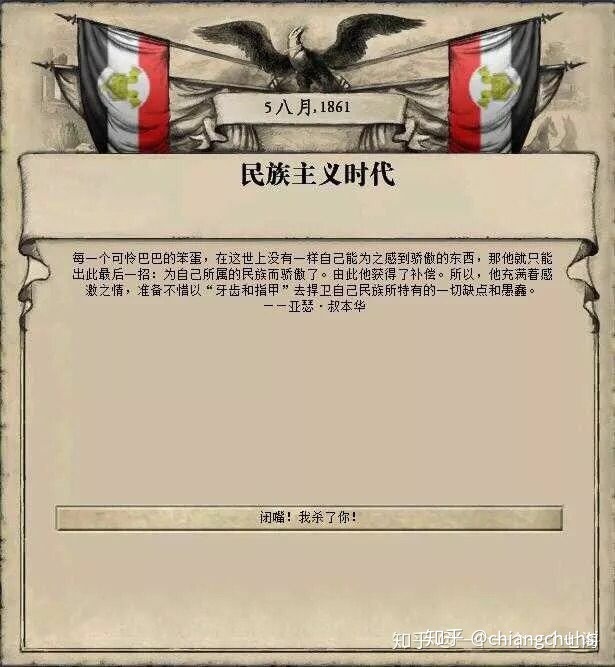 5 八月,1861
民族主义时代
每一个可怜巴巴的笨蛋，在这世上没有一样自己能为之感到骄傲的东西，那他就只能
出此最后一招：为自己所属的民族而骄傲了。由此他获得了补偿。所以，他充满着感
激之情，准备不惜以“牙齿和指甲”去捍卫自己民族所特有的一切缺点和愚蠢。
——亚瑟·叔本华
闭嘴！我杀了你！
知乎 @chiangchuhs